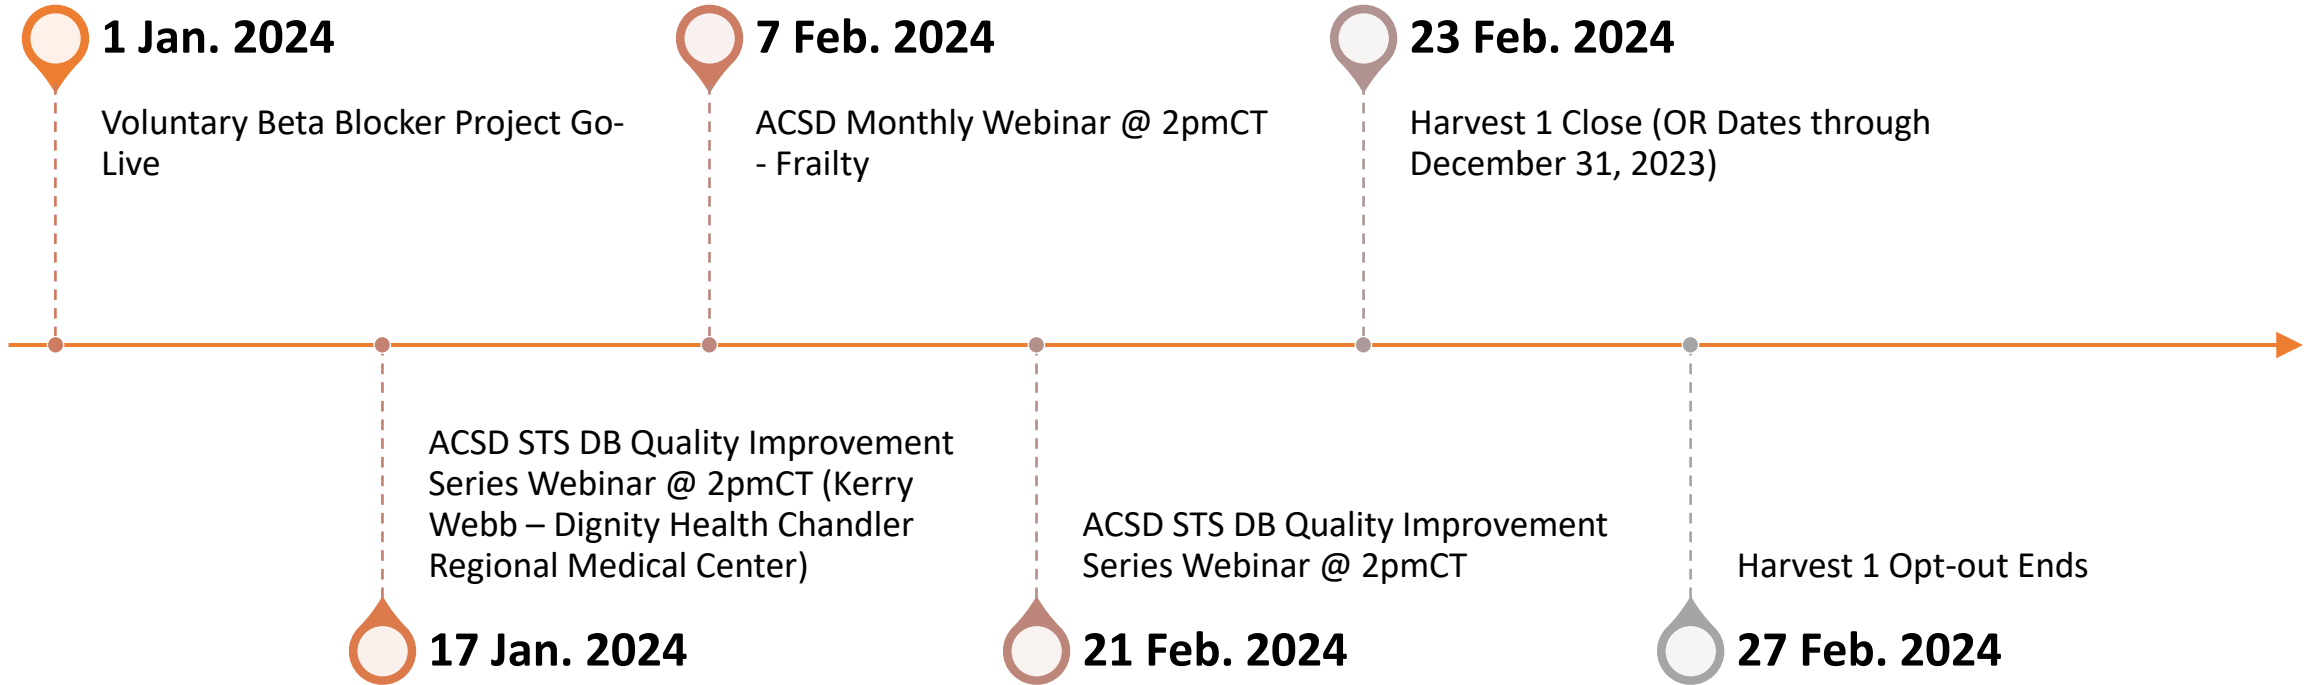 1 Jan. 2024
Voluntary Beta Blocker Project Go-
Live
7 Feb. 2024
ACSD Monthly Webinar @ 2pmCT
- Frailty
23 Feb. 2024
Harvest 1 Close (OR Dates through
December 31, 2023)
ACSD STS DB Quality Improvement
Series Webinar @ 2pmCT (Kerry
Webb – Dignity Health Chandler
Regional Medical Center)
17 Jan. 2024
ACSD STS DB Quality Improvement
Series Webinar @ 2pmCT
21 Feb. 2024
Harvest 1 Opt-out Ends
27 Feb. 2024